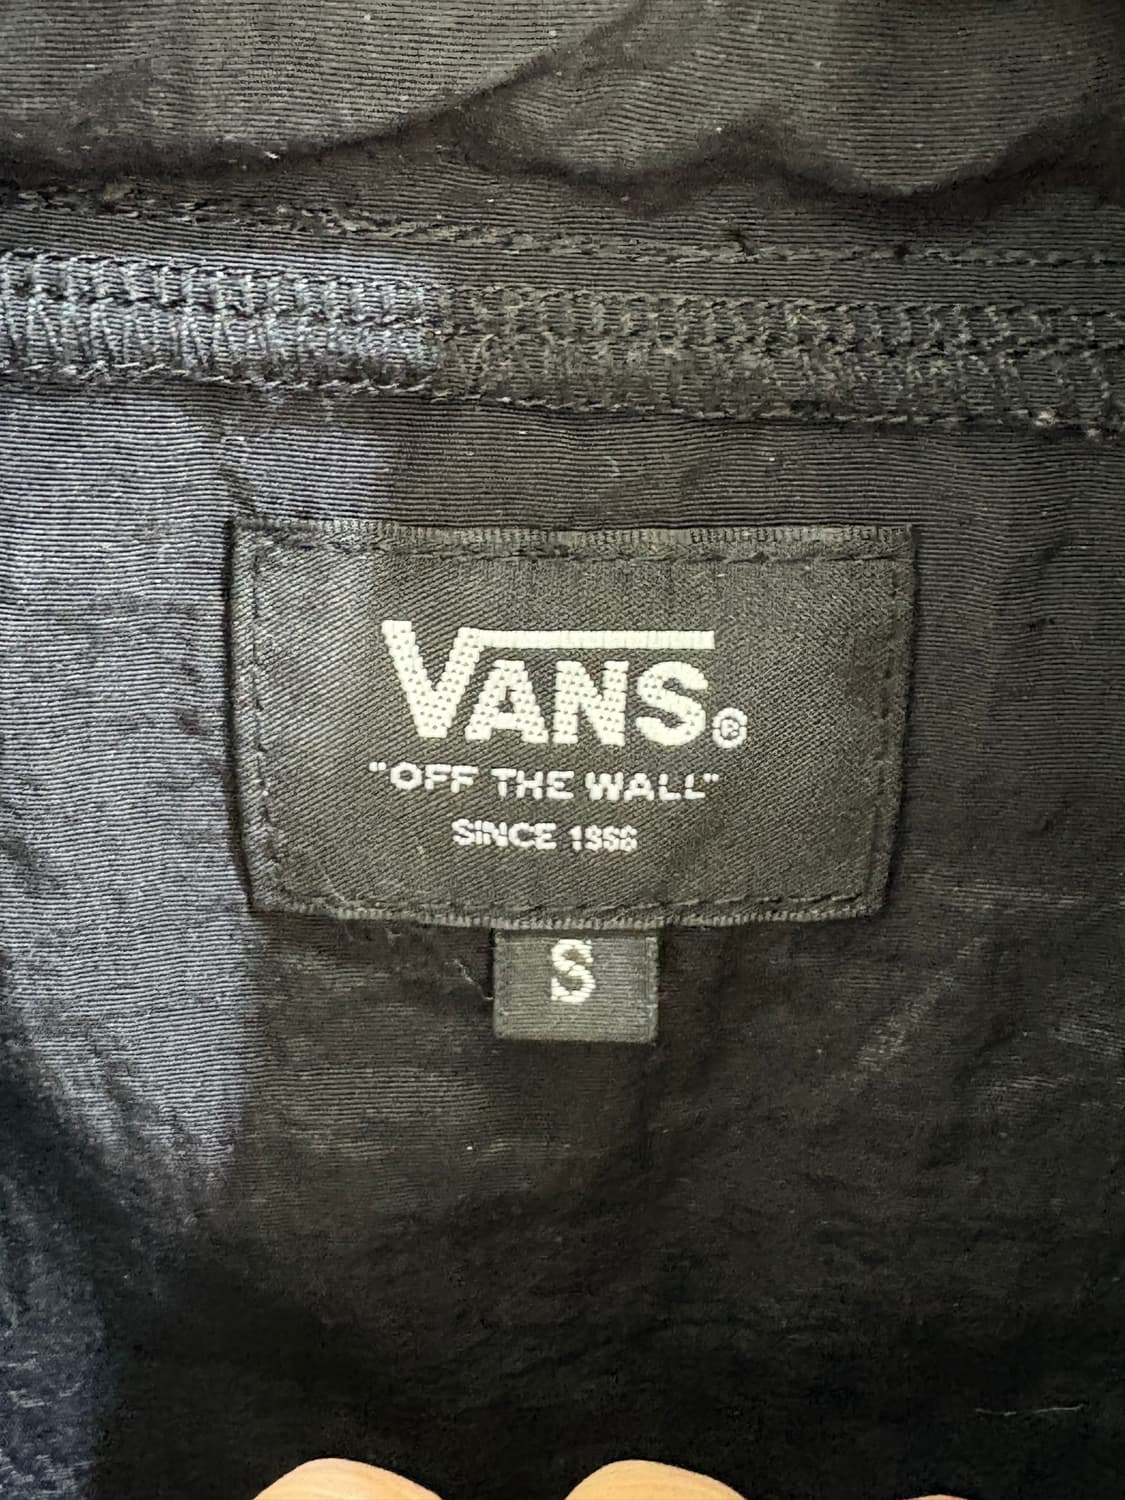 VANS®
"OFF THE WALL"
SINCE 1966
S